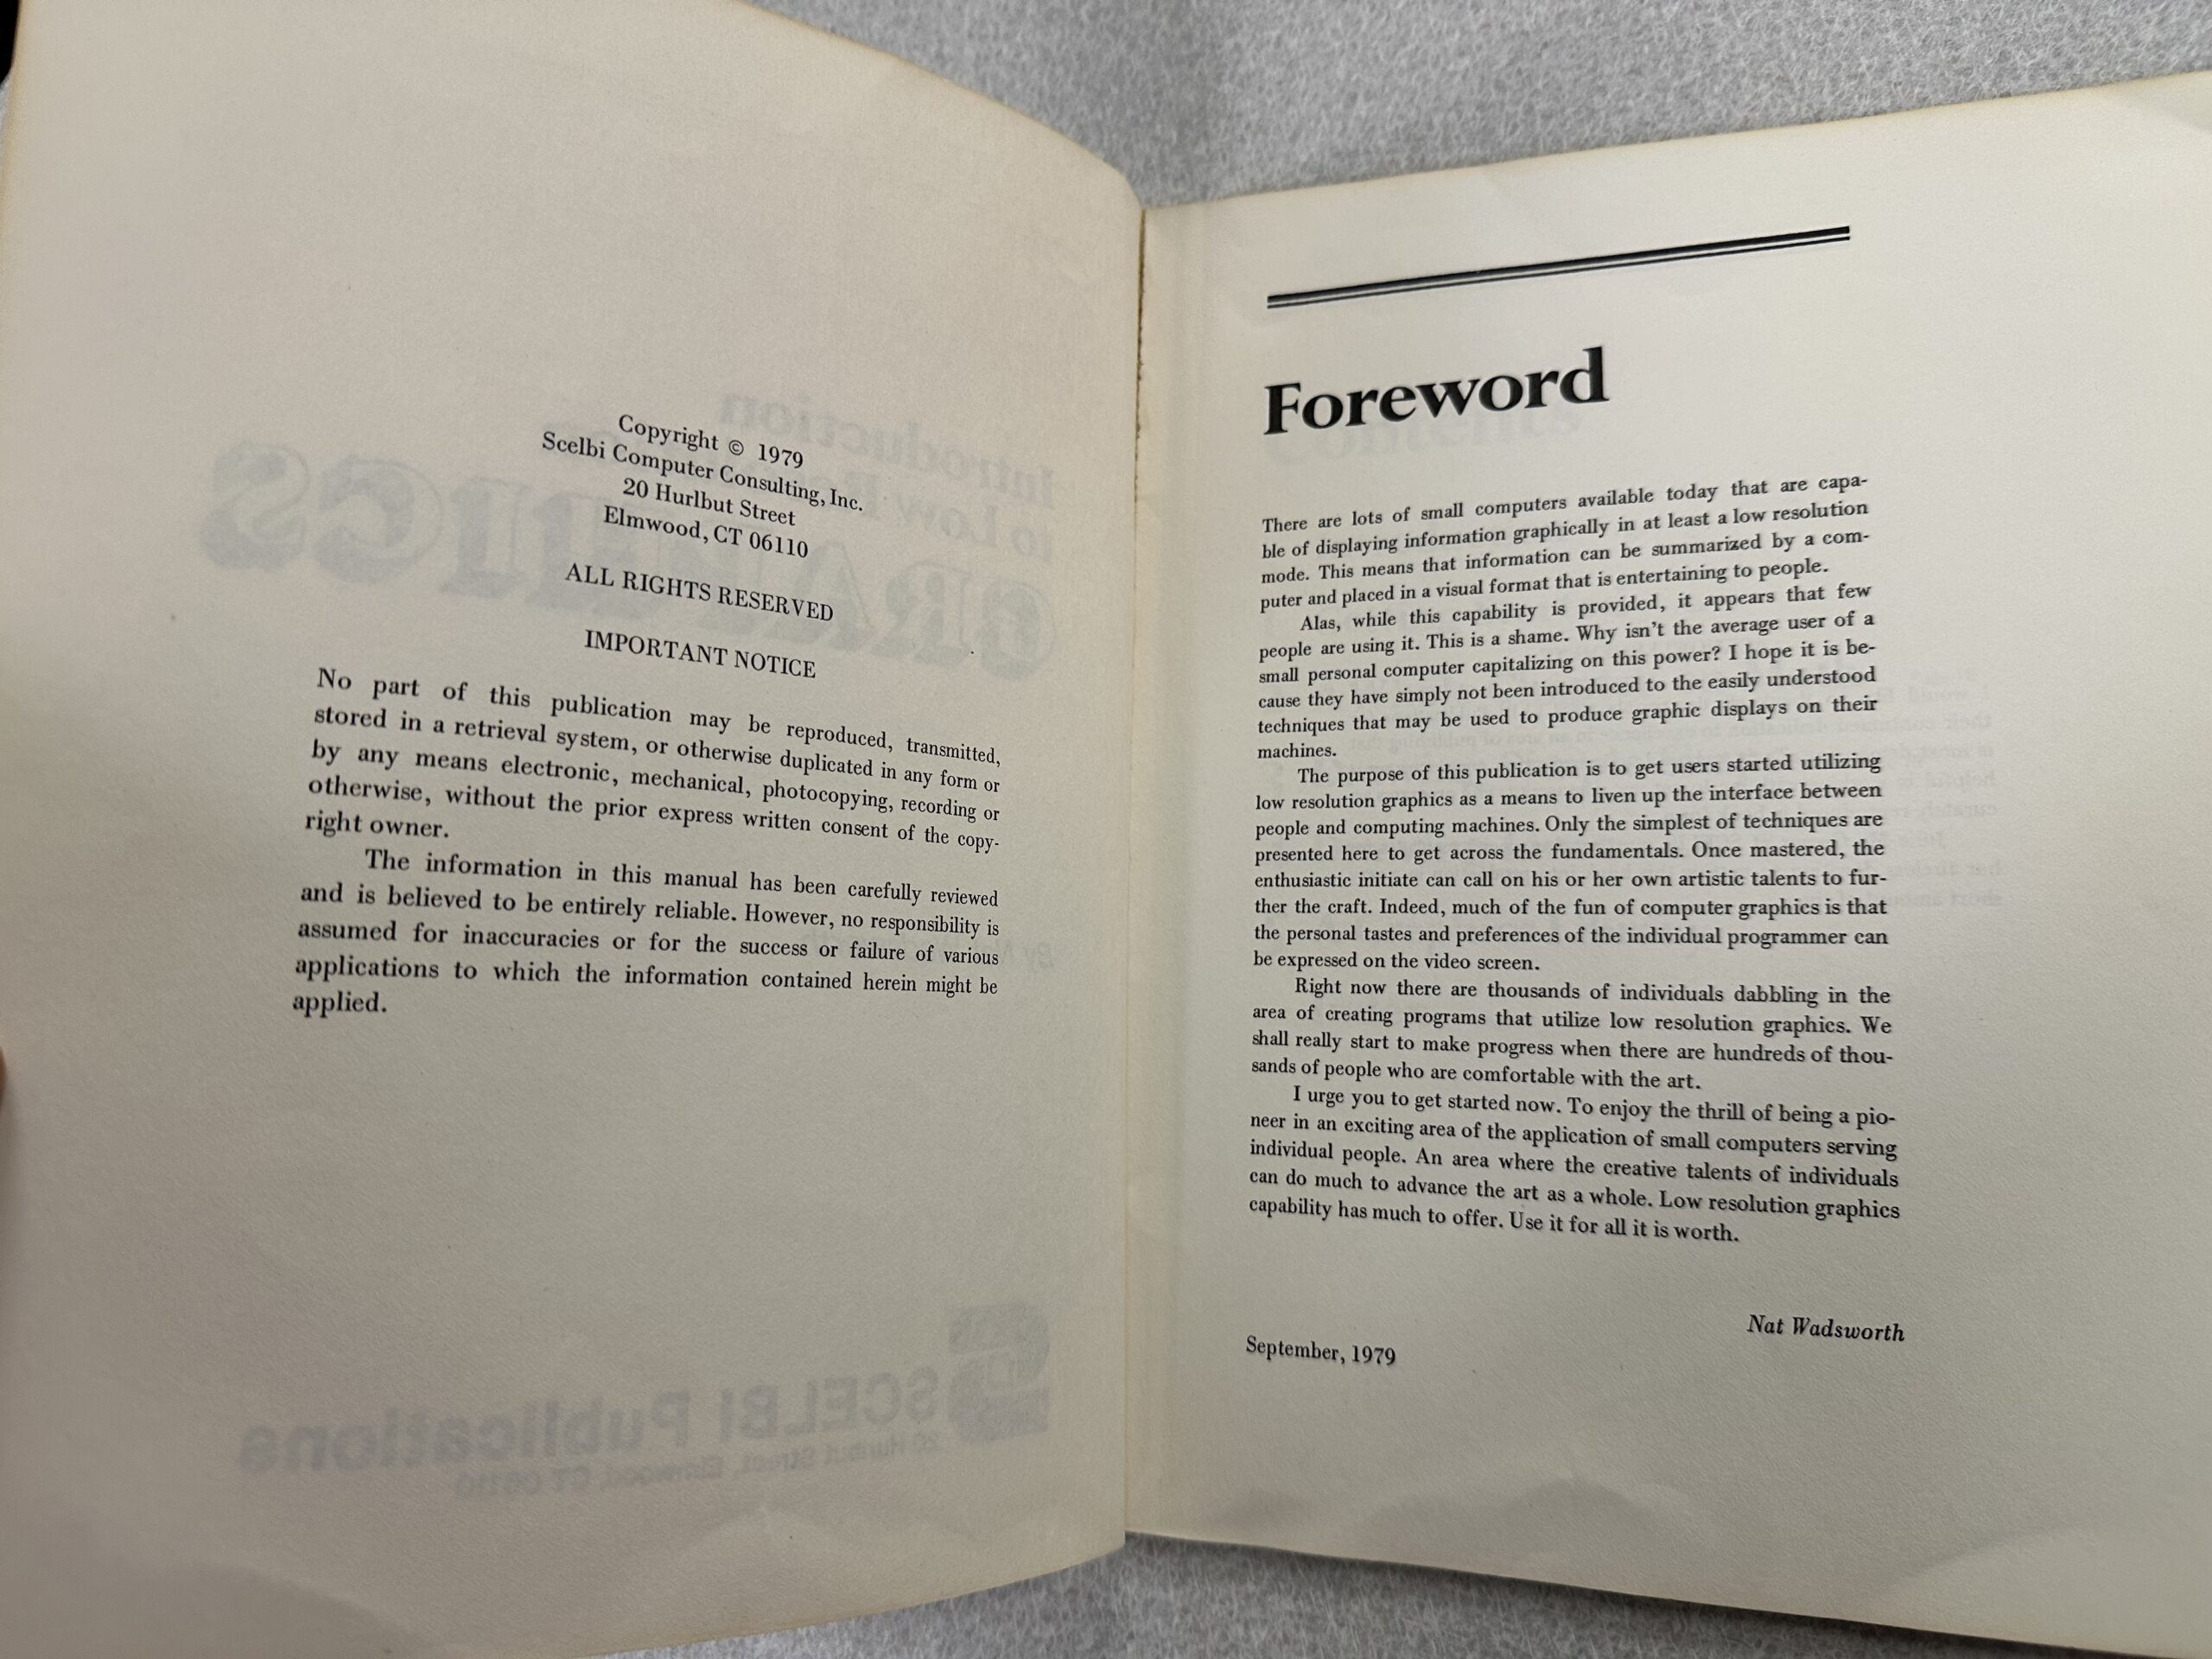 Copyright © 1979
Scelbi Computer Consulting, Inc.
20 Hurlbut Street
Elmwood, CT 06110
ALL RIGHTS RESERVED
IMPORTANT NOTICE
No part of this publication may be reproduced, transmitted,
stored in a retrieval system, or otherwise duplicated in any form or
by any means electronic, mechanical, photocopying, recording or
otherwise, without the prior express written consent of the copy-
right owner.
The information in this manual has been carefully reviewed
and is believed to be entirely reliable. However, no responsibility is
assumed for inaccuracies or for the success or failure of various
applications to which the information contained herein might be
applied.
SCELBI Publications
20 Hurlbut Street, Elmwood, CT 06110
Foreword
There are lots of small computers available today that are capa-
ble of displaying information graphically in at least a low resolution
mode. This means that information can be summarized by a com-
puter and placed in a visual format that is entertaining to people.
Alas, while this capability is provided, it appears that few
people are using it. This is a shame. Why isn't the average user of a
small personal computer capitalizing on this power? I hope it is be-
cause they have simply not been introduced to the easily understood
techniques that may be used to produce graphic displays on their
machines.
The purpose of this publication is to get users started utilizing
low resolution graphics as a means to liven up the interface between
people and computing machines. Only the simplest of techniques are
presented here to get across the fundamentals. Once mastered, the
enthusiastic initiate can call on his or her own artistic talents to fur-
ther the craft. Indeed, much of the fun of computer graphics is that
the personal tastes and preferences of the individual programmer can
be expressed on the video screen.
Right now there are thousands of individuals dabbling in the
area of creating programs that utilize low resolution graphics. We
shall really start to make progress when there are hundreds of thou-
sands of people who are comfortable with the art.
I urge you to get started now. To enjoy the thrill of being a pio-
neer in an exciting area of the application of small computers serving
individual people. An area where the creative talents of individuals
can do much to advance the art as a whole. Low resolution graphics
capability has much to offer. Use it for all it is worth.
Nat Wadsworth
September, 1979